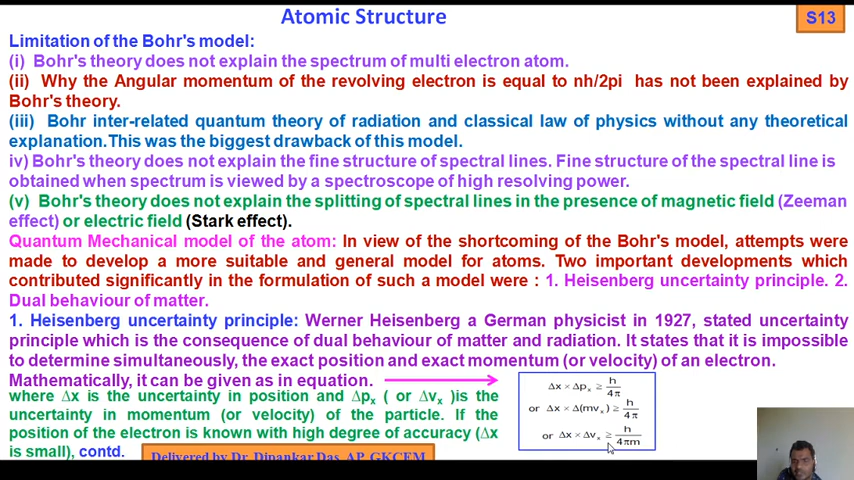 Atomic Structure
S13
Limitation of the Bohr's model:
(i) Bohr's theory does not explain the spectrum of multi electron atom.
(ii) Why the Angular momentum of the revolving electron is equal to nh/2pi has not been explained by
Bohr's theory.
(iii) Bohr inter-related quantum theory of radiation and classical law of physics without any theoretical
explanation.This was the biggest drawback of this model.
iv) Bohr's theory does not explain the fine structure of spectral lines. Fine structure of the spectral line is
obtained when spectrum is viewed by a spectroscope of high resolving power.
(v) Bohr's theory does not explain the splitting of spectral lines in the presence of magnetic field (Zeeman
effect) or electric field (Stark effect).
Quantum Mechanical model of the atom: In view of the shortcoming of the Bohr's model, attempts were
made to develop a more suitable and general model for atoms. Two important developments which
contributed significantly in the formulation of such a model were : 1. Heisenberg uncertainty principle. 2.
Dual behaviour of matter.
1. Heisenberg uncertainty principle: Werner Heisenberg a German physicist in 1927, stated uncertainty
principle which is the consequence of dual behaviour of matter and radiation. It states that it is impossible
to determine simultaneously, the exact position and exact momentum (or velocity) of an electron.
Mathematically, it can be given as in equation.
where Δx is the uncertainty in position and Δpₓ ( or Δvₓ )is the
uncertainty in momentum (or velocity) of the particle. If the
position of the electron is known with high degree of accuracy (Δx
is small), contd.
Δx × Δpₓ ≥ h/4π
or Δx × Δ(mvₓ) ≥ h/4π
or Δx × Δvₓ ≥ h/4πm
Delivered by Dr. Dipankar Das, AP, GKCEM